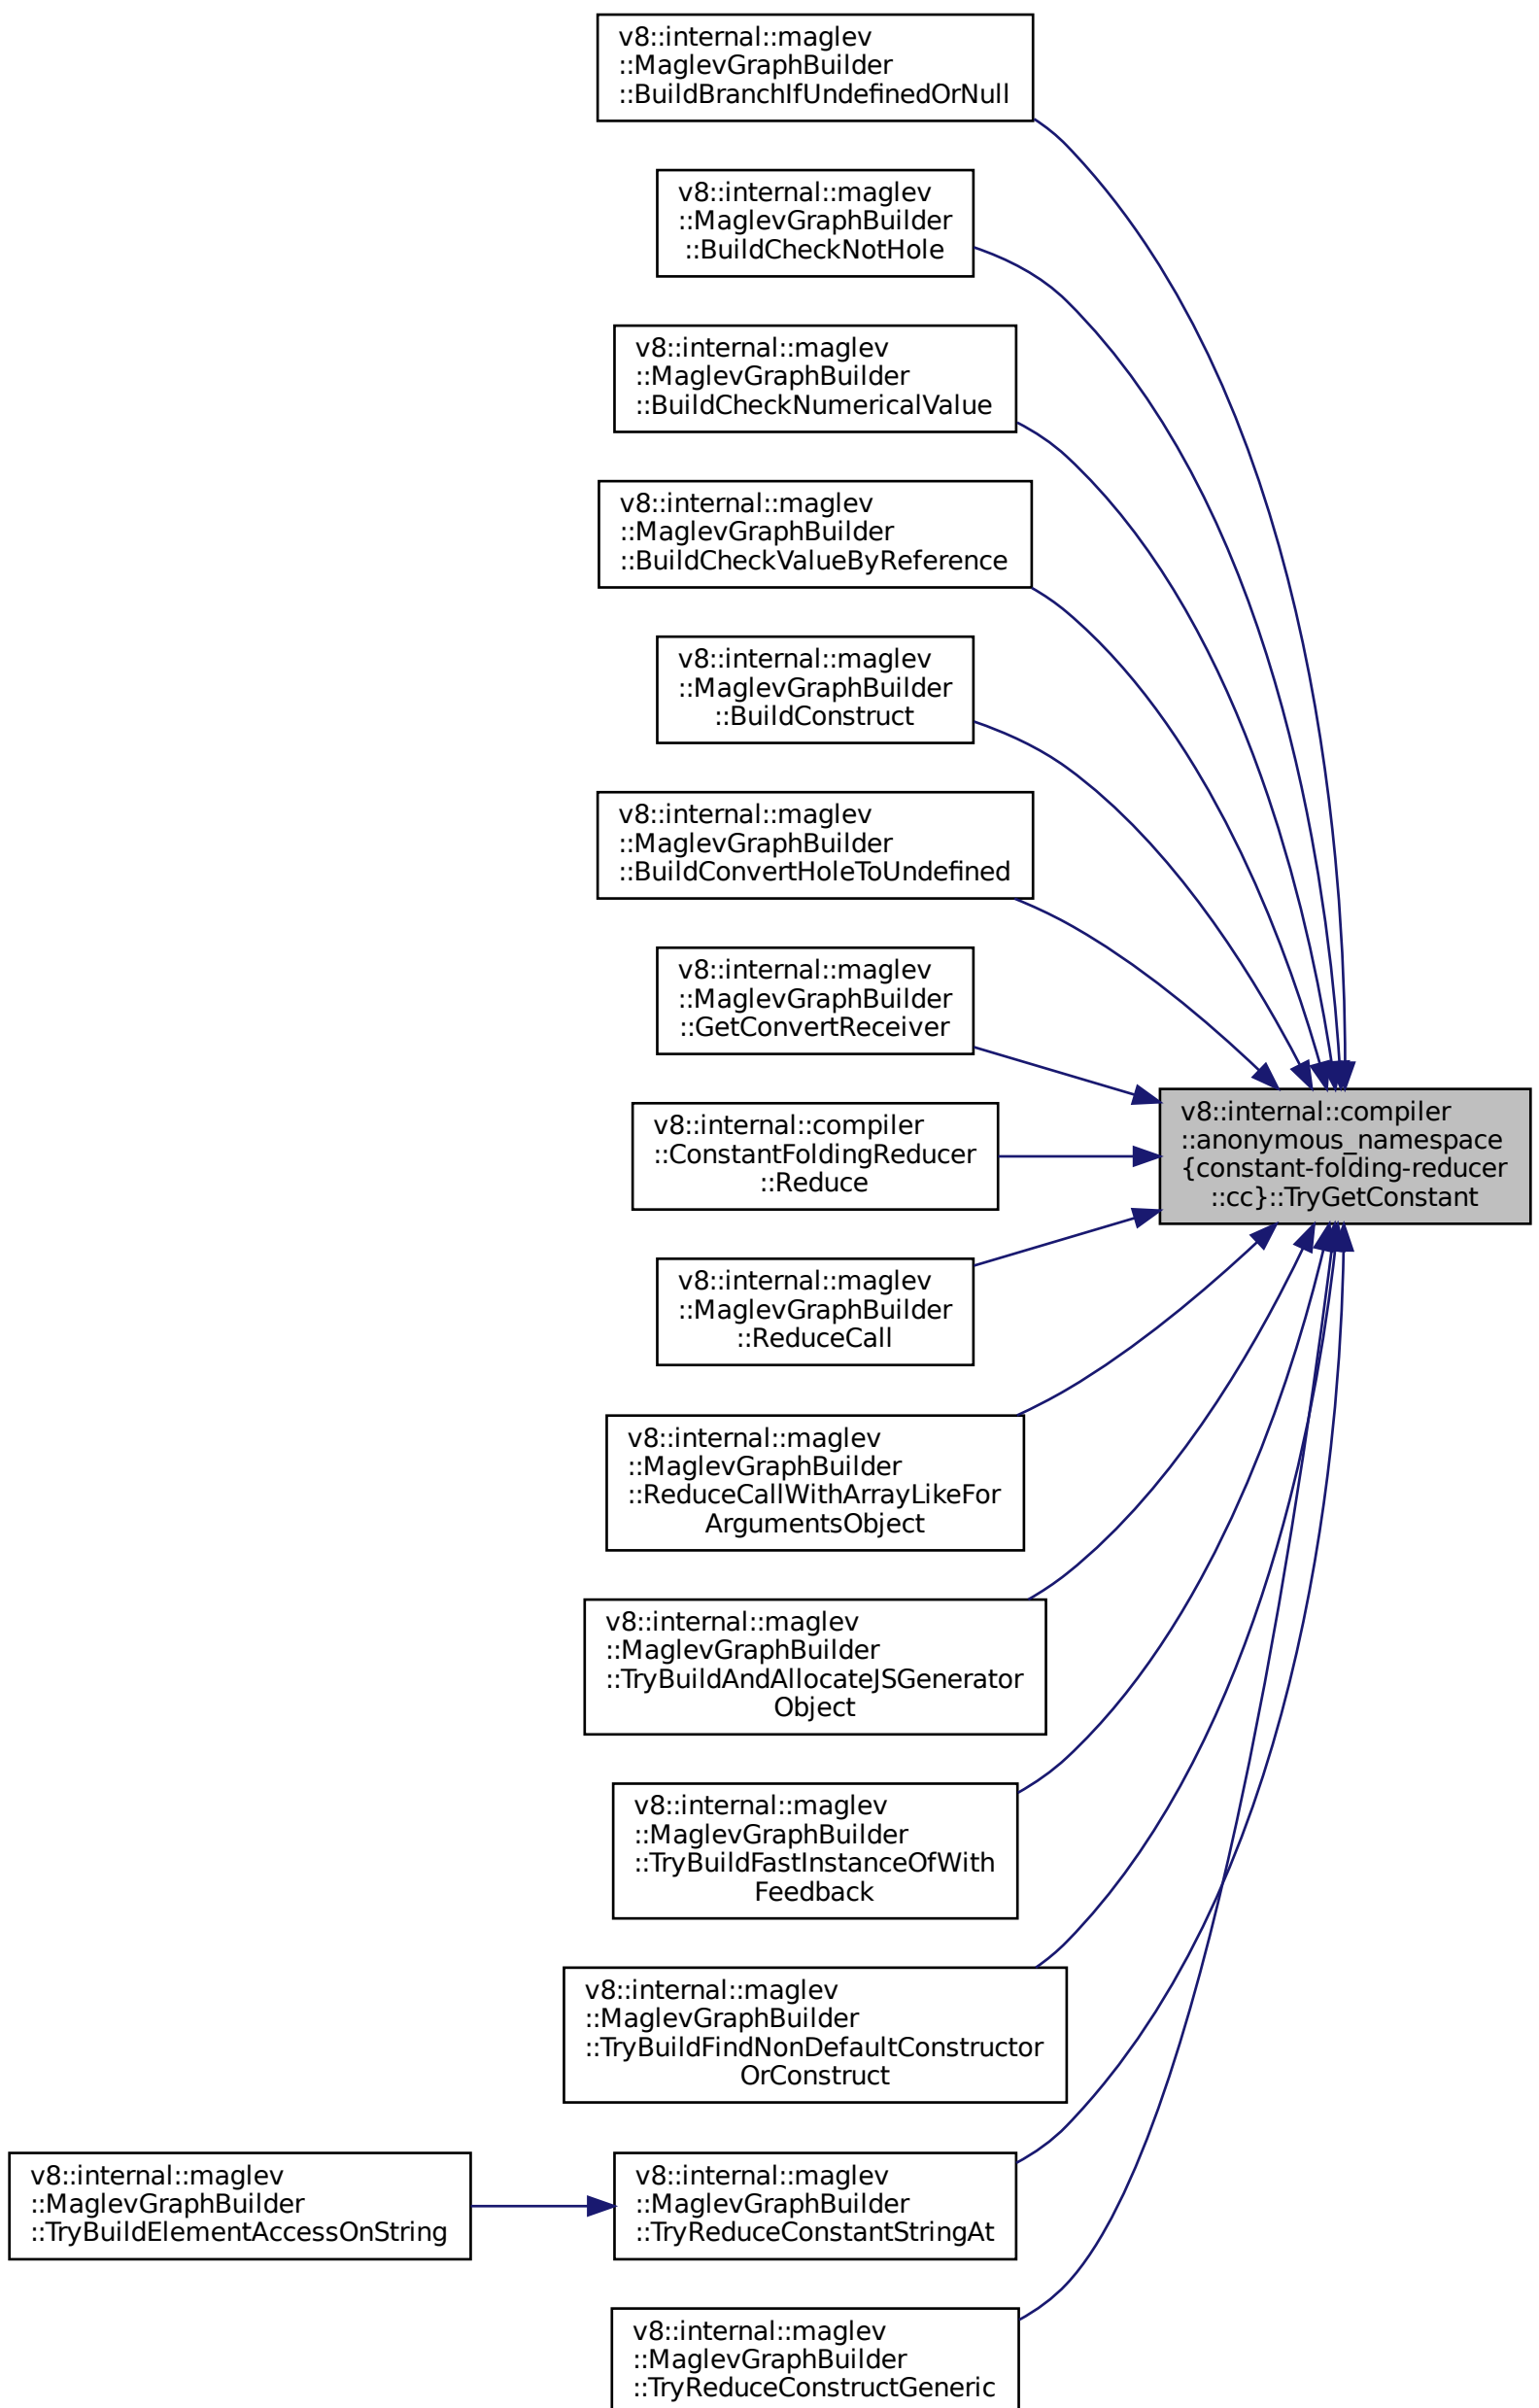 v8::internal::maglev
::MaglevGraphBuilder
::BuildBranchIfUndefinedOrNull
v8::internal::maglev
::MaglevGraphBuilder
::BuildCheckNotHole
v8::internal::maglev
::MaglevGraphBuilder
::BuildCheckNumericalValue
v8::internal::maglev
::MaglevGraphBuilder
::BuildCheckValueByReference
v8::internal::maglev
::MaglevGraphBuilder
::BuildConstruct
v8::internal::maglev
::MaglevGraphBuilder
::BuildConvertHoleToUndefined
v8::internal::maglev
::MaglevGraphBuilder
::GetConvertReceiver
v8::internal::compiler
::ConstantFoldingReducer
::Reduce
v8::internal::compiler
::anonymous_namespace
{constant-folding-reducer
::cc}::TryGetConstant
v8::internal::maglev
::MaglevGraphBuilder
::ReduceCall
v8::internal::maglev
::MaglevGraphBuilder
::ReduceCallWithArrayLikeFor
ArgumentsObject
v8::internal::maglev
::MaglevGraphBuilder
::TryBuildAndAllocateJSGenerator
Object
v8::internal::maglev
::MaglevGraphBuilder
::TryBuildFastInstanceOfWith
Feedback
v8::internal::maglev
::MaglevGraphBuilder
::TryBuildFindNonDefaultConstructor
OrConstruct
v8::internal::maglev
::MaglevGraphBuilder
::TryBuildElementAccessOnString
v8::internal::maglev
::MaglevGraphBuilder
::TryReduceConstantStringAt
v8::internal::maglev
::MaglevGraphBuilder
::TryReduceConstructGeneric